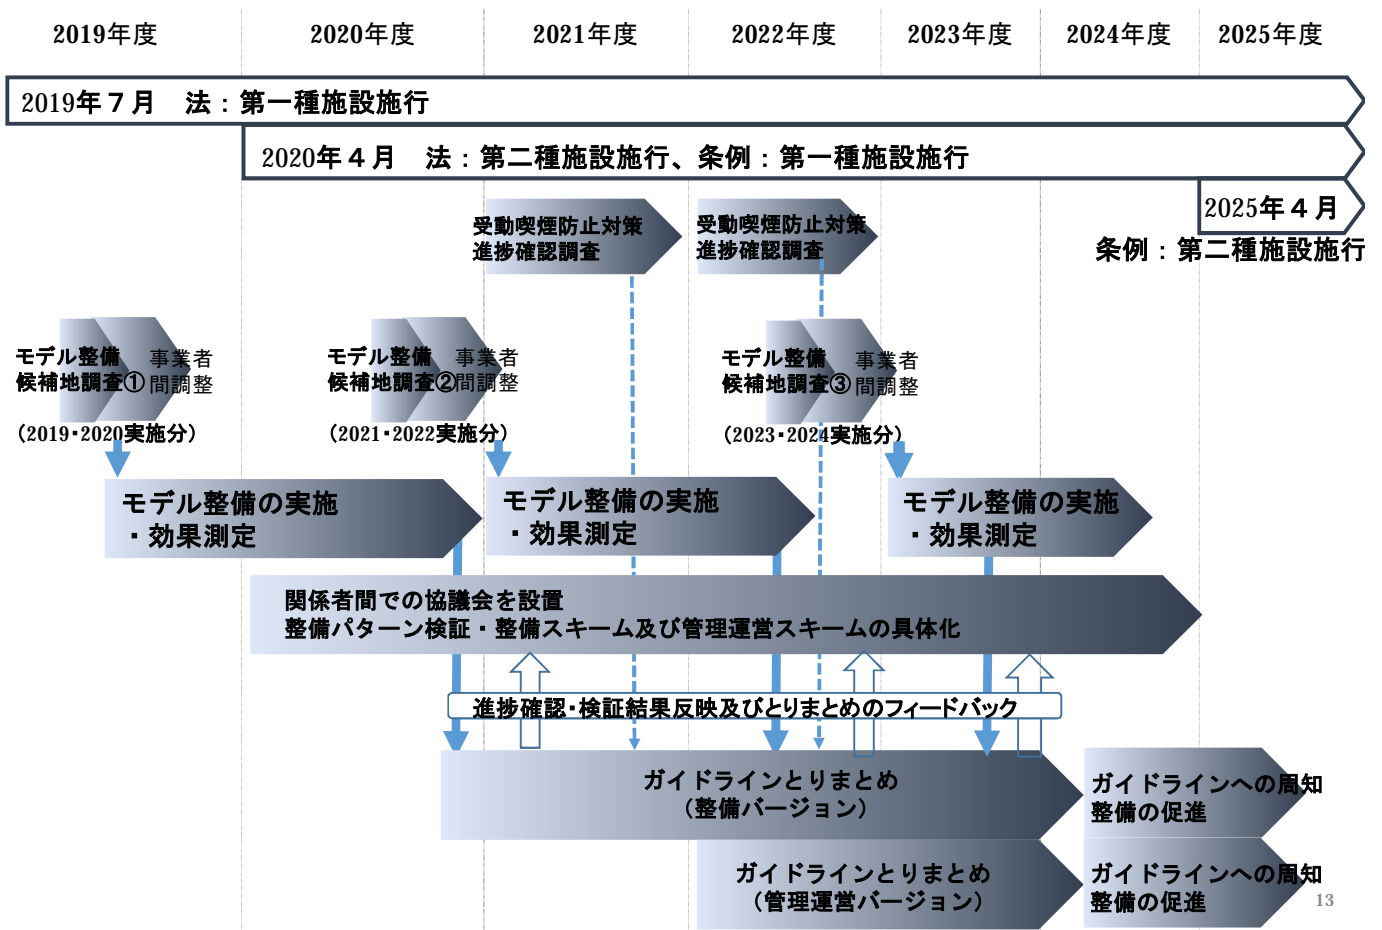 2019年度
2020年度
2021年度
2022年度
2023年度
2024年度
2025年度
2019年７月　法：第一種施設施行
2020年４月　法：第二種施設施行、条例：第一種施設施行
2025年４月
条例：第二種施設施行
受動喫煙防止対策
進捗確認調査
受動喫煙防止対策
進捗確認調査
モデル整備
候補地調査①
事業者
間調整
（2019・2020実施分）
モデル整備
候補地調査②
事業者
間調整
（2021・2022実施分）
モデル整備
候補地調査③
事業者
間調整
（2023・2024実施分）
モデル整備の実施
・効果測定
モデル整備の実施
・効果測定
モデル整備の実施
・効果測定
関係者間での協議会を設置
整備パターン検証・整備スキーム及び管理運営スキームの具体化
進捗確認・検証結果反映及びとりまとめのフィードバック
ガイドラインとりまとめ
（整備バージョン）
ガイドラインへの周知
整備の促進
ガイドラインとりまとめ
（管理運営バージョン）
ガイドラインへの周知
整備の促進
13